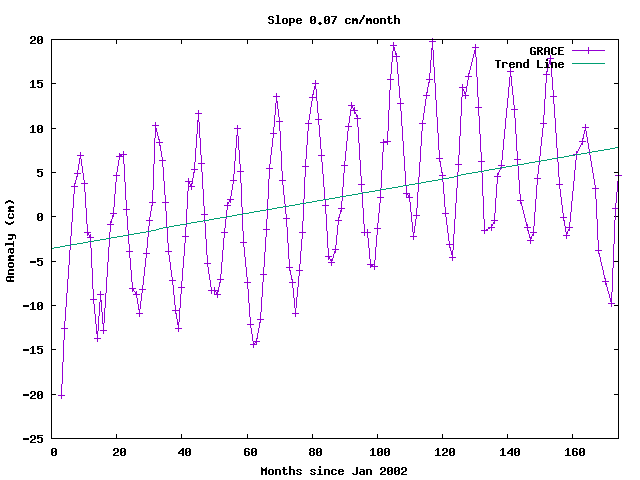 Slope 0.07 cm/month
GRACE
Trend Line
20
15
10
5
0
-5
-10
-15
-20
-25
Anomaly (cm)
0 20 40 60 80 100 120 140 160
Months since Jan 2002